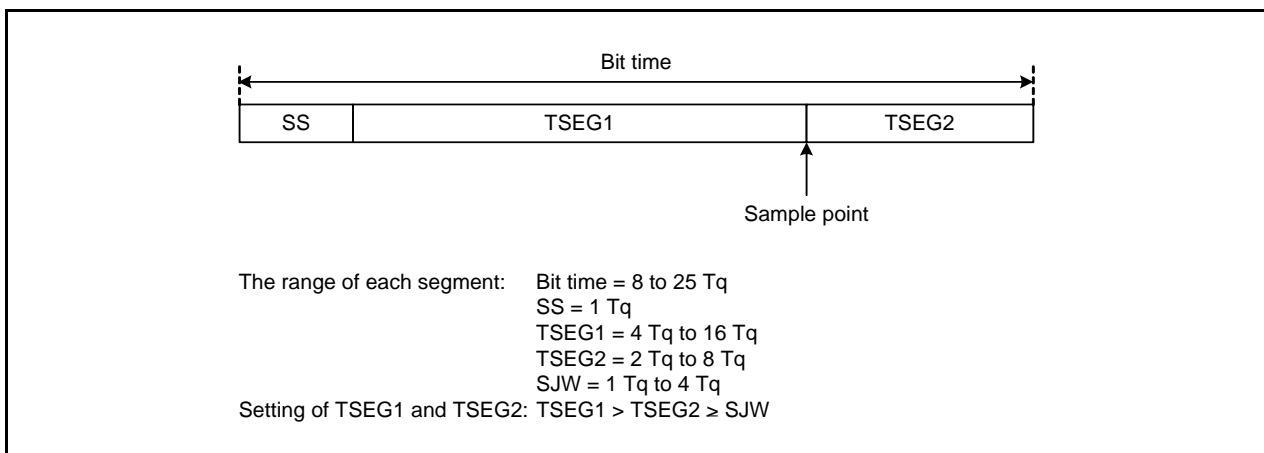 Bit time
SS TSEG1 TSEG2
Sample point
The range of each segment: Bit time = 8 to 25 Tq
SS = 1 Tq
TSEG1 = 4 Tq to 16 Tq
TSEG2 = 2 Tq to 8 Tq
SJW = 1 Tq to 4 Tq
Setting of TSEG1 and TSEG2: TSEG1 > TSEG2 ≥ SJW